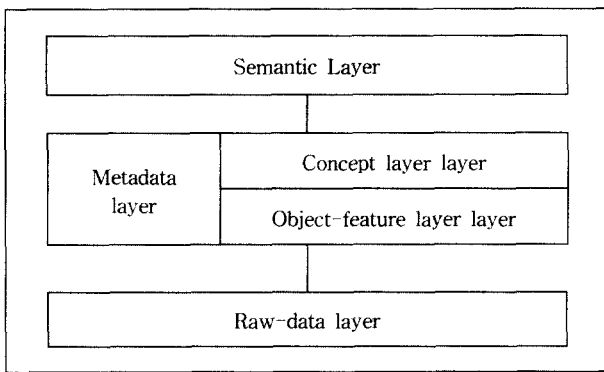 Semantic Layer
Metadata
layer
Concept layer layer
Object-feature layer layer
Raw-data layer